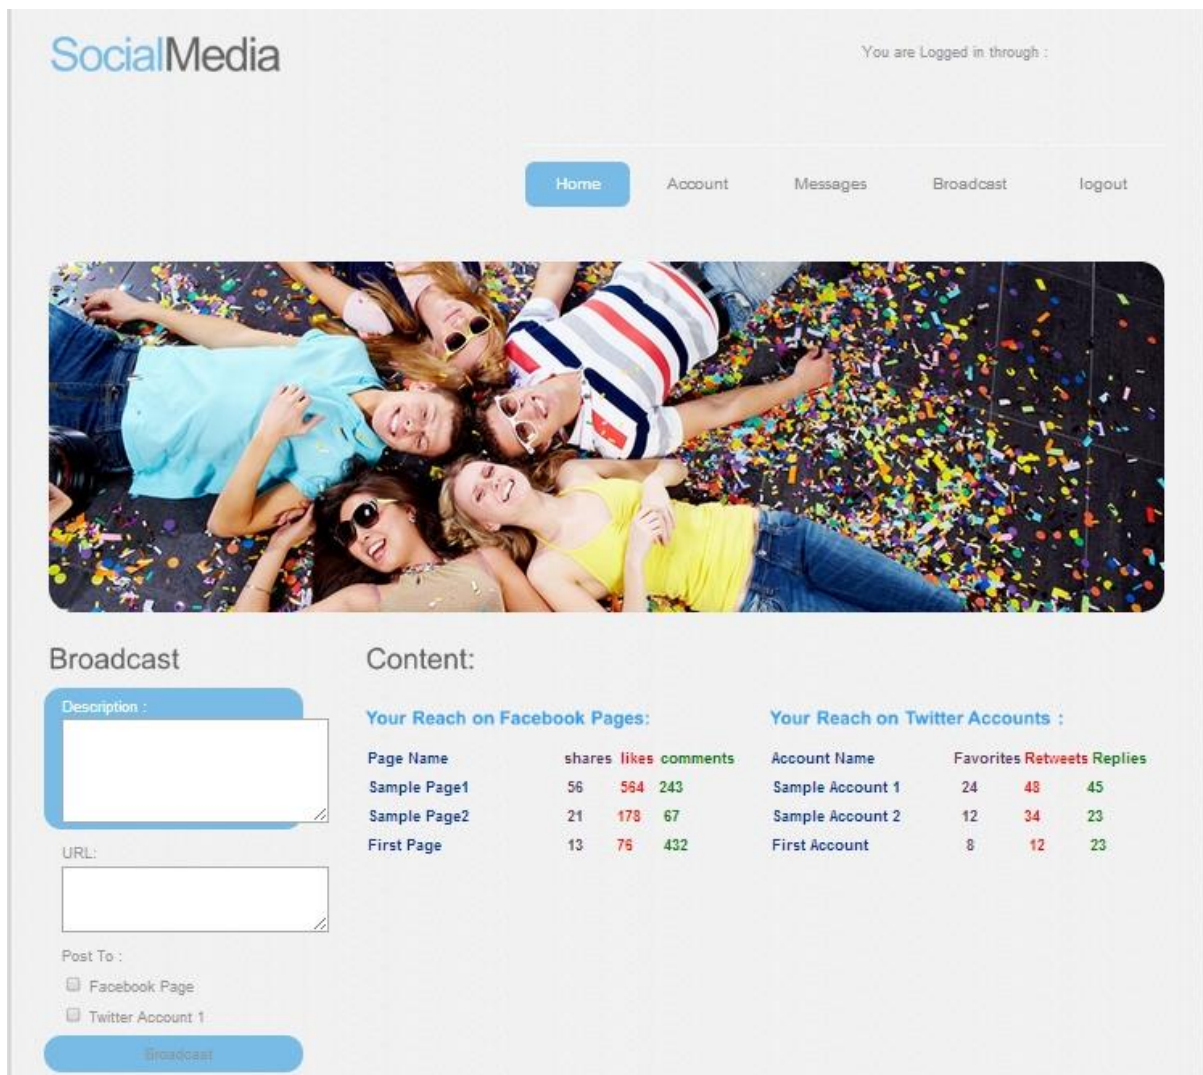 SocialMedia
You are Logged in through :
Home Account Messages Broadcast logout
Broadcast
Description :
URL:
Post To :
Facebook Page
Twitter Account 1
Broadcast
Content:
Your Reach on Facebook Pages:
Page Name shares likes comments
Sample Page1 56 564 243
Sample Page2 21 178 67
First Page 13 76 432
Your Reach on Twitter Accounts :
Account Name Favorites Retweets Replies
Sample Account 1 24 48 45
Sample Account 2 12 34 23
First Account 8 12 23